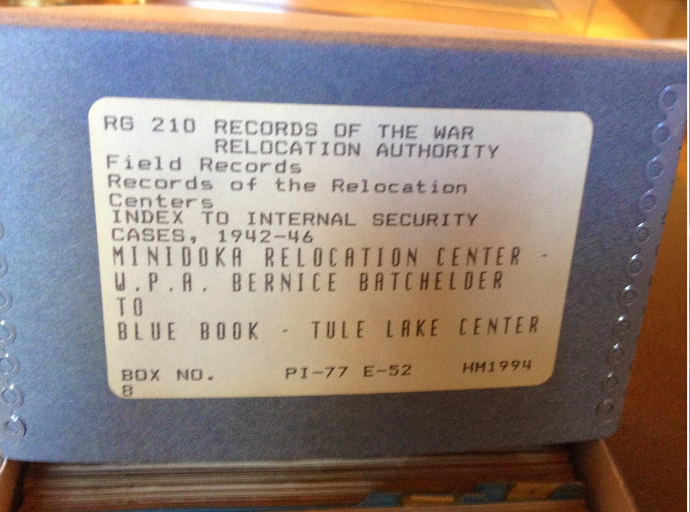 RG 210 RECORDS OF THE WAR
RELOCATION AUTHORITY
Field Records
Records of the Relocation
Centers
INDEX TO INTERNAL SECURITY
CASES, 1942-46
MINIDOKA RELOCATION CENTER -
W.P.A. BERNICE BATCHELDER
TO
BLUE BOOK - TULE LAKE CENTER
BOX NO. PI-77 E-52 HM1994
8